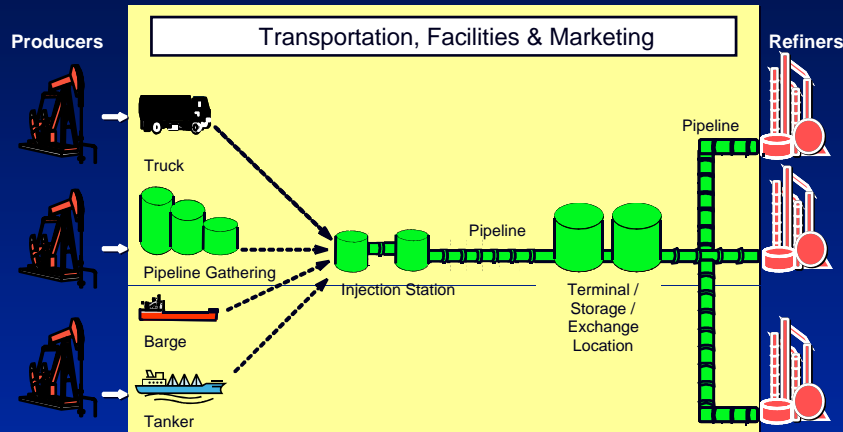 Producers
Transportation, Facilities & Marketing
Refiners
Pipeline
Truck
Pipeline
Pipeline Gathering
Injection Station
Terminal /
Storage /
Exchange
Location
Barge
Tanker